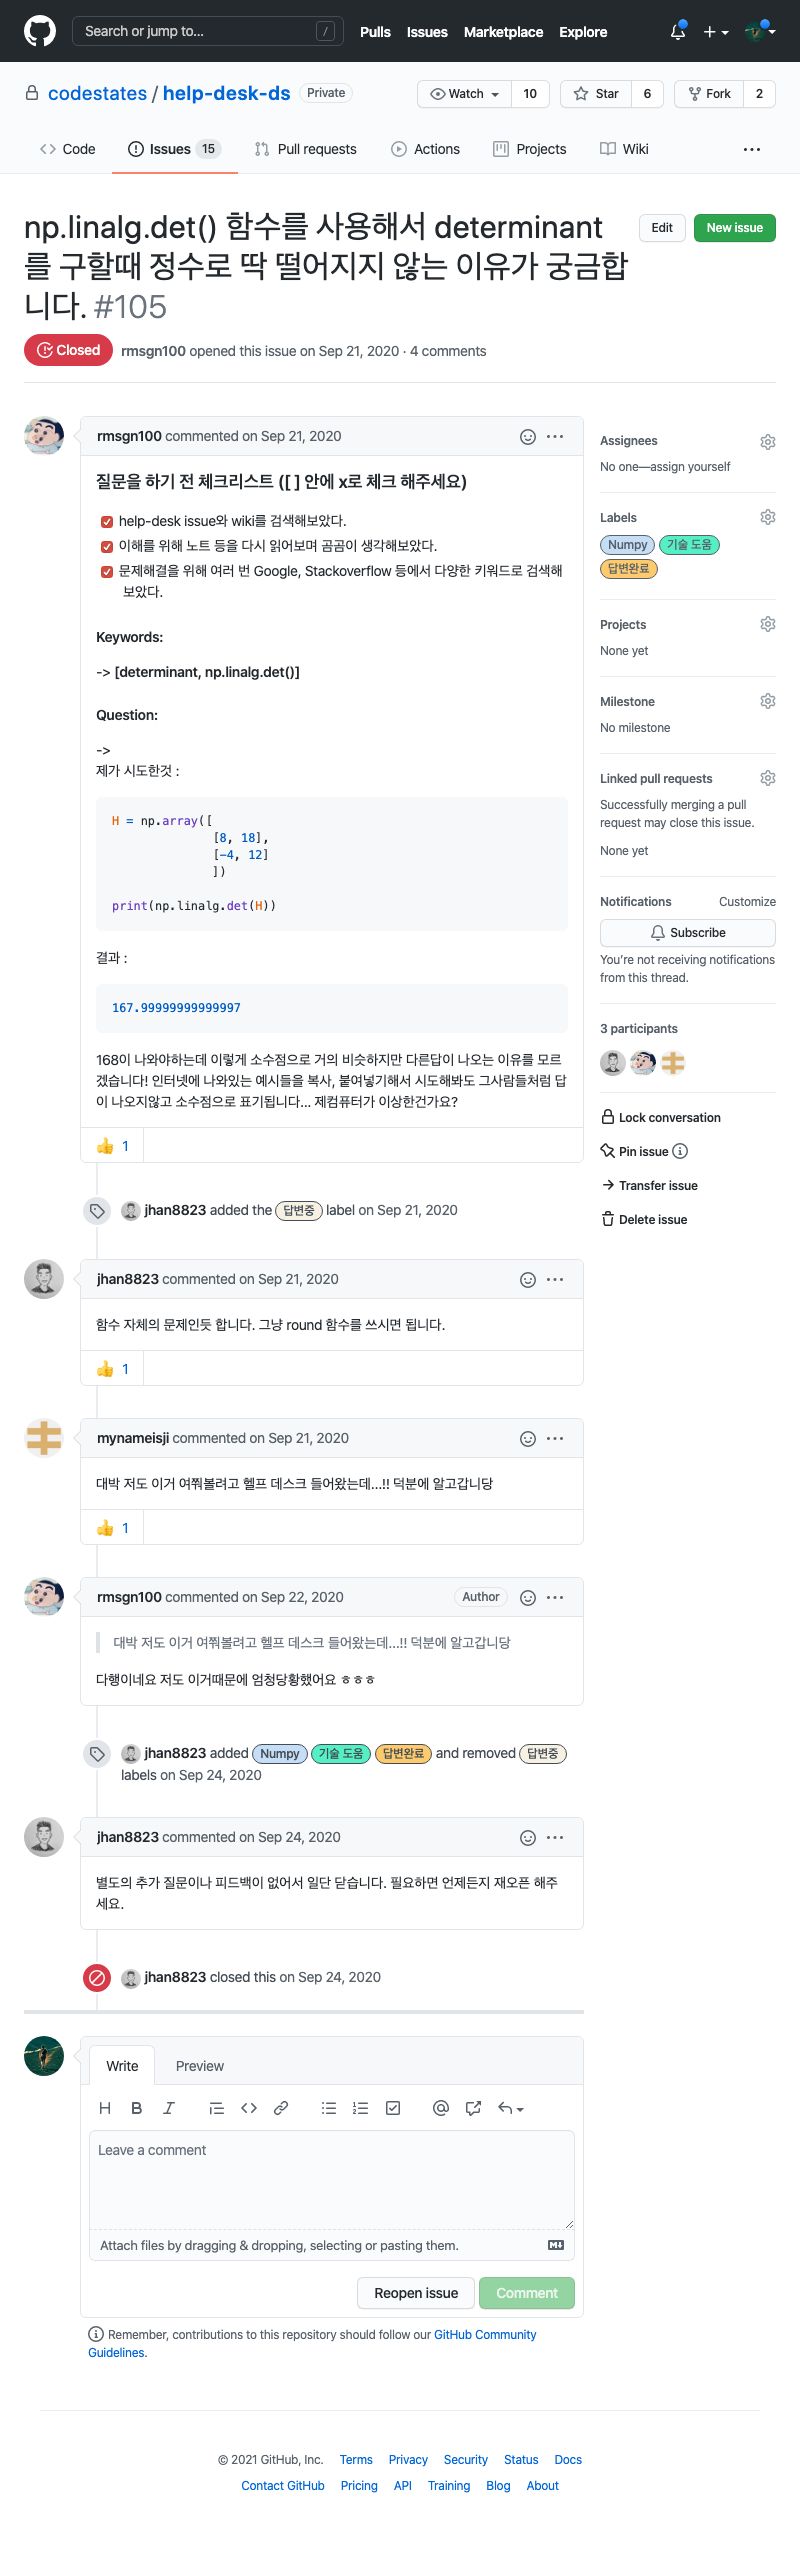 Search or jump to... /
Pulls Issues Marketplace Explore
codestates / help-desk-ds Private
Watch 10 Star 6 Fork 2
Code Issues 15 Pull requests Actions Projects Wiki
np.linalg.det() 함수를 사용해서 determinant
를 구할때 정수로 딱 떨어지지 않는 이유가 궁금합
니다. #105
Edit New issue
Closed rmsgn100 opened this issue on Sep 21, 2020 · 4 comments
rmsgn100 commented on Sep 21, 2020
질문을 하기 전 체크리스트 ([ ] 안에 x로 체크 해주세요)
help-desk issue와 wiki를 검색해보았다.
이해를 위해 노트 등을 다시 읽어보며 곰곰이 생각해보았다.
문제해결을 위해 여러 번 Google, Stackoverflow 등에서 다양한 키워드로 검색해
보았다.
Keywords:
-> [determinant, np.linalg.det()]
Question:
->
제가 시도한것 :
H = np.array([
[8, 18],
[-4, 12]
])
print(np.linalg.det(H))
결과 :
167.99999999999997
168이 나와야하는데 이렇게 소수점으로 거의 비슷하지만 다른답이 나오는 이유를 모르
겠습니다! 인터넷에 나와있는 예시들을 복사, 붙여넣기해서 시도해봐도 그사람들처럼 답
이 나오지않고 소수점으로 표기됩니다... 제컴퓨터가 이상한건가요?
👍 1
jhan8823 added the 답변중 label on Sep 21, 2020
jhan8823 commented on Sep 21, 2020
함수 자체의 문제인듯 합니다. 그냥 round 함수를 쓰시면 됩니다.
👍 1
mynameisji commented on Sep 21, 2020
대박 저도 이거 여쭤볼려고 헬프 데스크 들어왔는데...!! 덕분에 알고갑니당
👍 1
rmsgn100 commented on Sep 22, 2020 Author
대박 저도 이거 여쭤볼려고 헬프 데스크 들어왔는데...!! 덕분에 알고갑니당
다행이네요 저도 이거때문에 엄청당황했어요 ㅎㅎㅎ
jhan8823 added Numpy 기술 도움 답변완료 and removed 답변중
labels on Sep 24, 2020
jhan8823 commented on Sep 24, 2020
별도의 추가 질문이나 피드백이 없어서 일단 닫습니다. 필요하면 언제든지 재오픈 해주
세요.
jhan8823 closed this on Sep 24, 2020
Write Preview
Leave a comment
Attach files by dragging & dropping, selecting or pasting them.
Reopen issue Comment
Remember, contributions to this repository should follow our GitHub Community
Guidelines.
Assignees
No one—assign yourself
Labels
Numpy 기술 도움
답변완료
Projects
None yet
Milestone
No milestone
Linked pull requests
Successfully merging a pull
request may close this issue.
None yet
Notifications Customize
Subscribe
You're not receiving notifications
from this thread.
3 participants
Lock conversation
Pin issue
Transfer issue
Delete issue
© 2021 GitHub, Inc. Terms Privacy Security Status Docs
Contact GitHub Pricing API Training Blog About